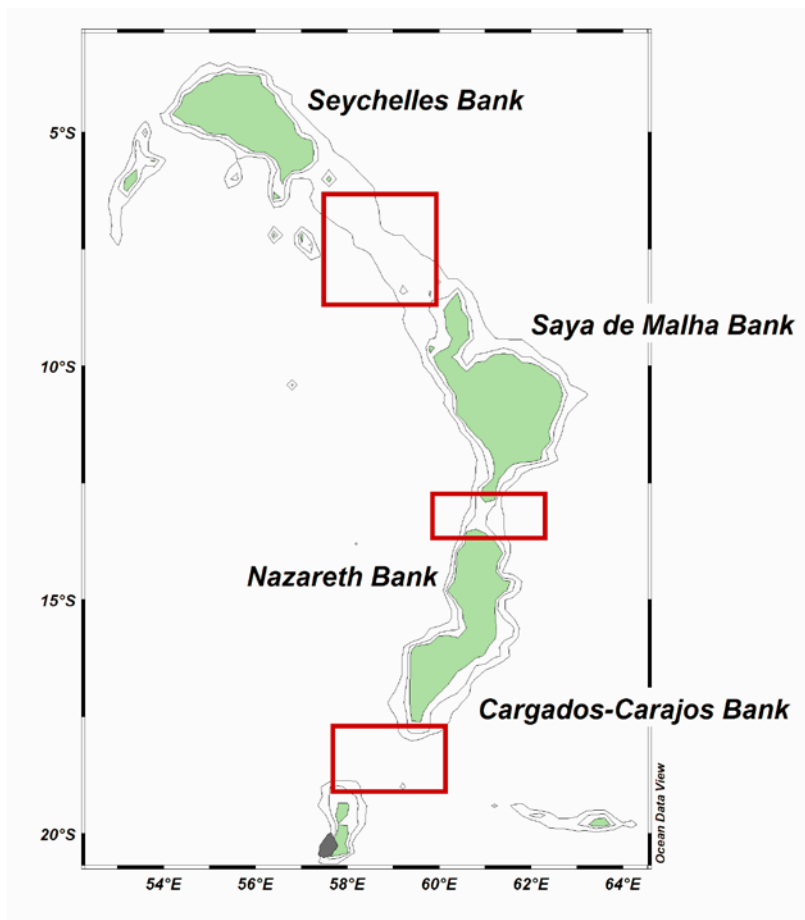 Seychelles Bank
5°S
Saya de Malha Bank
10°S
Nazareth Bank
15°S
Cargados-Carajos Bank
Ocean Data View
20°S
54°E 56°E 58°E 60°E 62°E 64°E